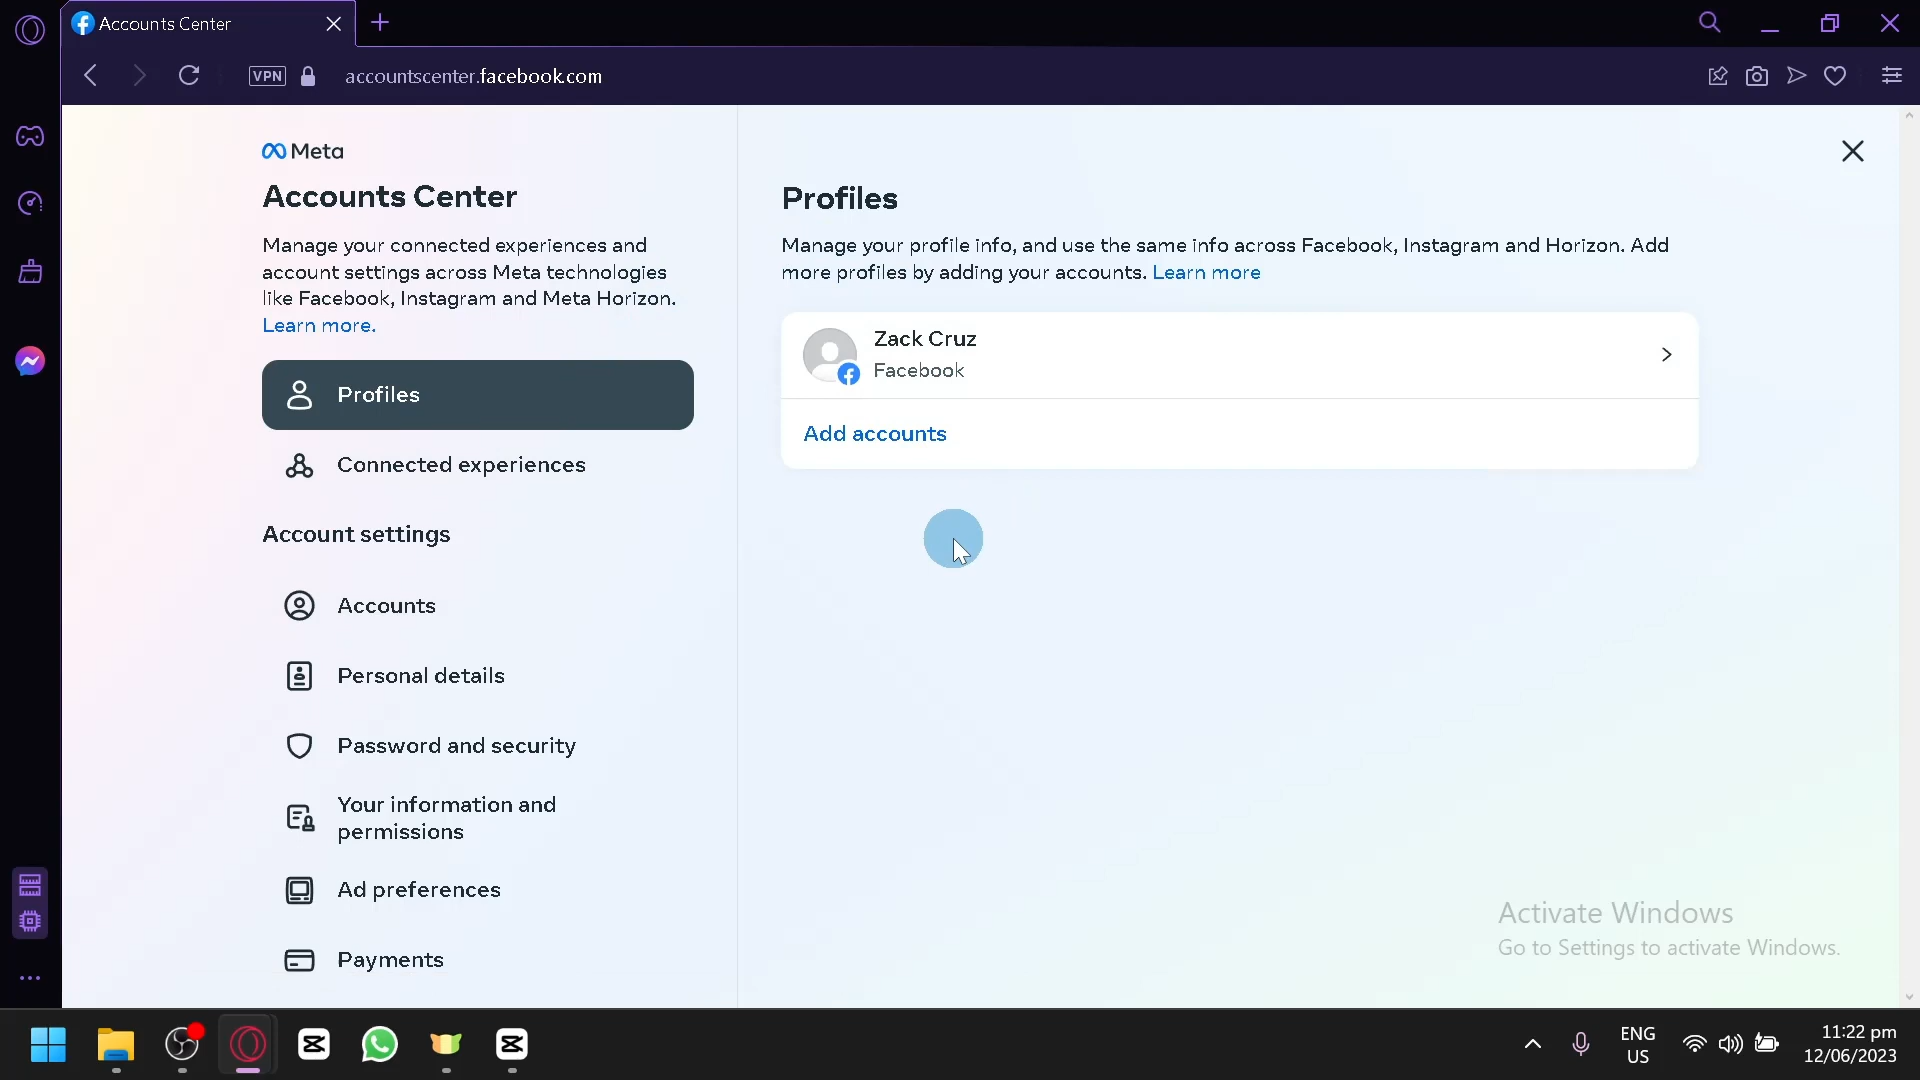 Accounts Center
VPN
accountscenter.facebook.com
Meta
Accounts Center
Manage your connected experiences and
account settings across Meta technologies
like Facebook, Instagram and Meta Horizon.
Learn more.
Profiles
Connected experiences
Account settings
Accounts
Personal details
Password and security
Your information and
permissions
Ad preferences
Payments
Profiles
Manage your profile info, and use the same info across Facebook, Instagram and Horizon. Add
more profiles by adding your accounts. Learn more
Zack Cruz
Facebook
Add accounts
Activate Windows
Go to Settings to activate Windows.
ENG
US
11:22 pm
12/06/2023